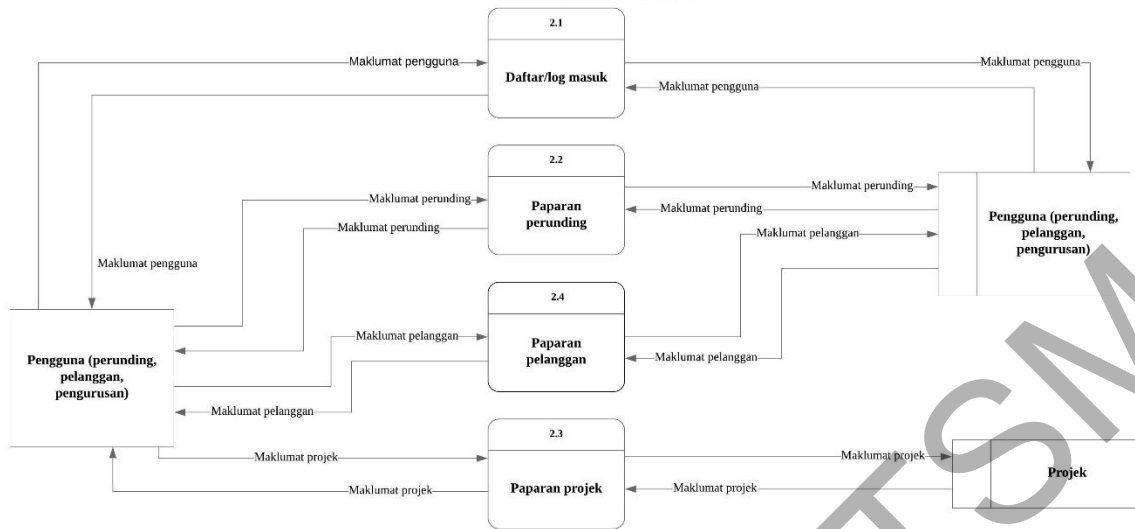 2.1
Maklumat pengguna
Daftar/log masuk
Maklumat pengguna
Maklumat pengguna
2.2
Maklumat perunding
Paparan
perunding
Maklumat perunding
Maklumat perunding
Maklumat perunding
Pengguna (perunding,
pelanggan,
pengurusan)
Maklumat pelanggan
Maklumat pengguna
2.4
Maklumat pelanggan
Paparan
pelanggan
Maklumat pelanggan
Pengguna (perunding,
pelanggan,
pengurusan)
Maklumat pelanggan
2.3
Maklumat projek
Paparan projek
Maklumat projek
Projek
Maklumat projek
Maklumat projek
TSM